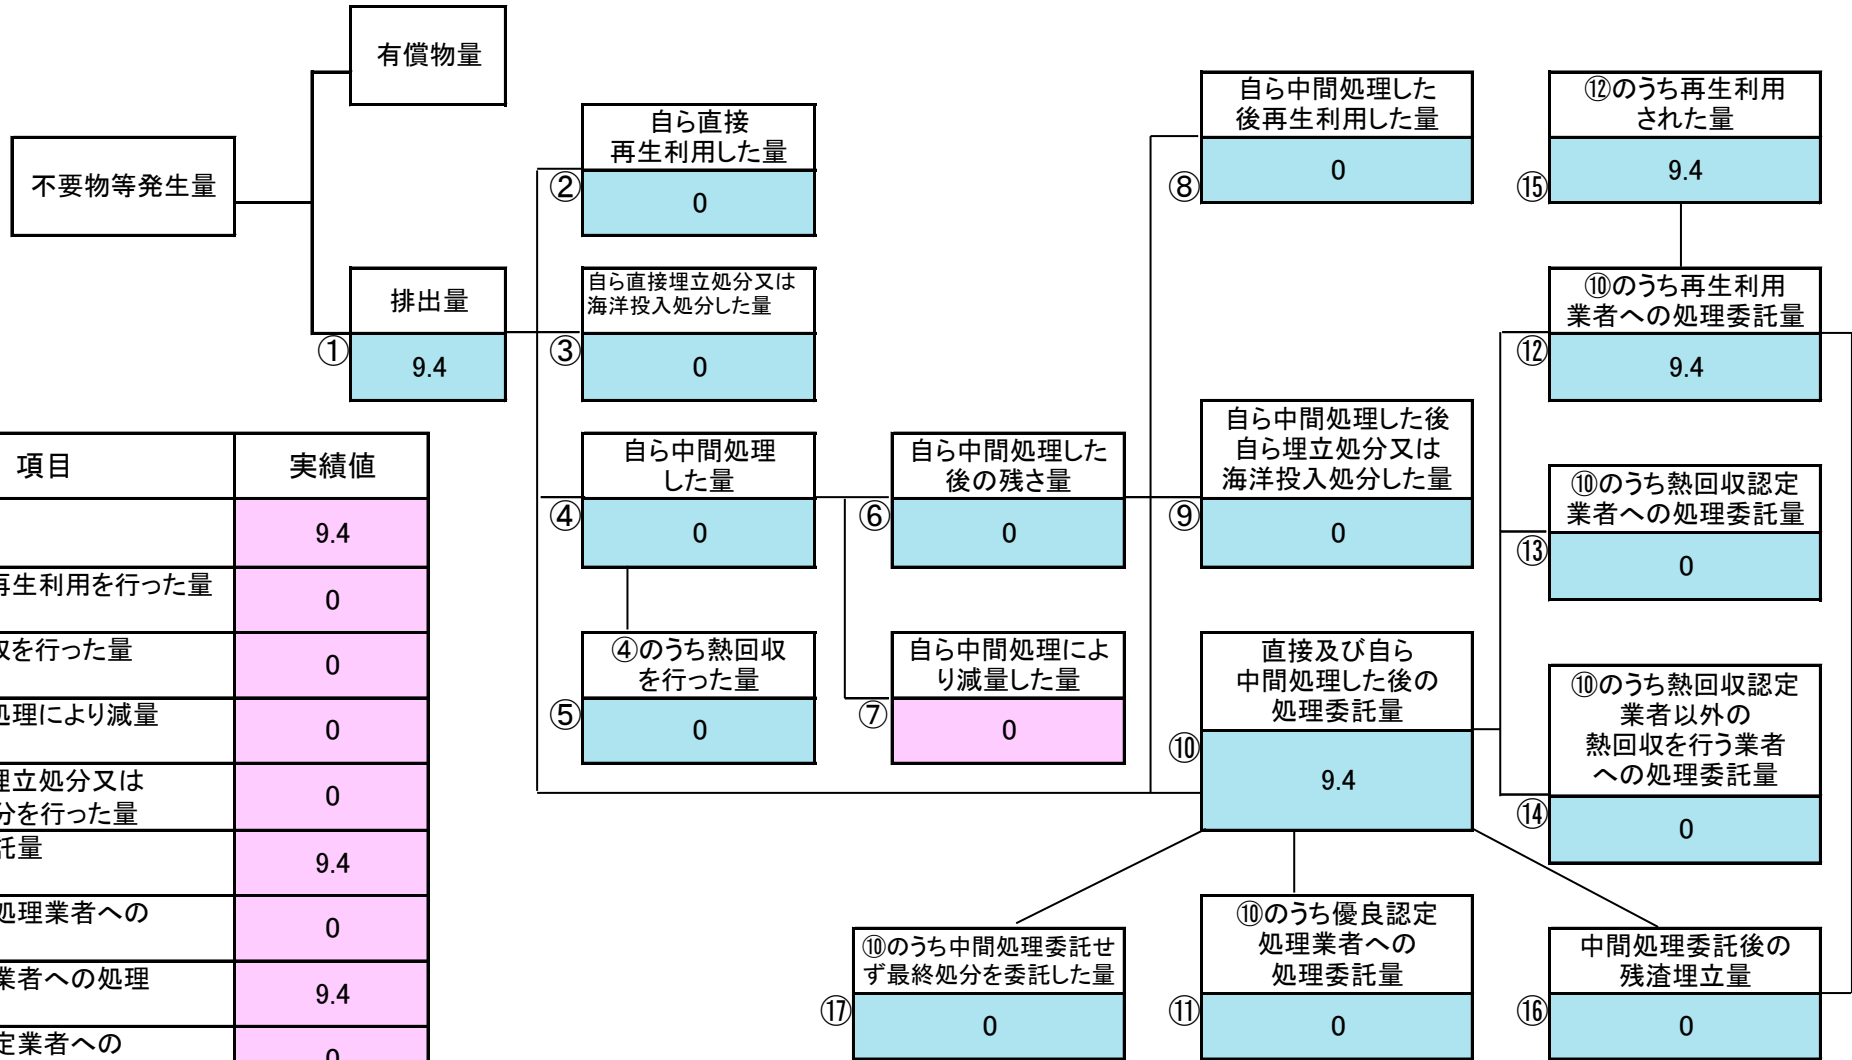 有償物量
不要物等発生量
排出量
①
9.4
自ら直接
再生利用した量
②
0
自ら直接埋立処分又は
海洋投入処分した量
③
0
自ら中間処理
した量
④
0
④のうち熱回収
を行った量
⑤
0
自ら中間処理した
後の残さ量
⑥
0
自ら中間処理によ
り減量した量
⑦
0
自ら中間処理した
後再生利用した量
⑧
0
自ら中間処理した後
自ら埋立処分又は
海洋投入処分した量
⑨
0
直接及び自ら
中間処理した後の
処理委託量
⑩
9.4
⑩のうち優良認定
処理業者への
処理委託量
⑪
0
⑩のうち中間処理委託せ
ず最終処分を委託した量
⑰
0
⑫のうち再生利用
された量
⑮
9.4
⑩のうち再生利用
業者への処理委託量
⑫
9.4
⑩のうち熱回収認定
業者への処理委託量
⑬
0
⑩のうち熱回収認定
業者以外の
熱回収を行う業者
への処理委託量
⑭
0
中間処理委託後の
残渣埋立量
⑯
0
項目 実績値
9.4
再生利用を行った量 0
収を行った量 0
処理により減量 0
埋立処分又は
分を行った量 0
託量 9.4
処理業者への 0
業者への処理 9.4
定業者への 0